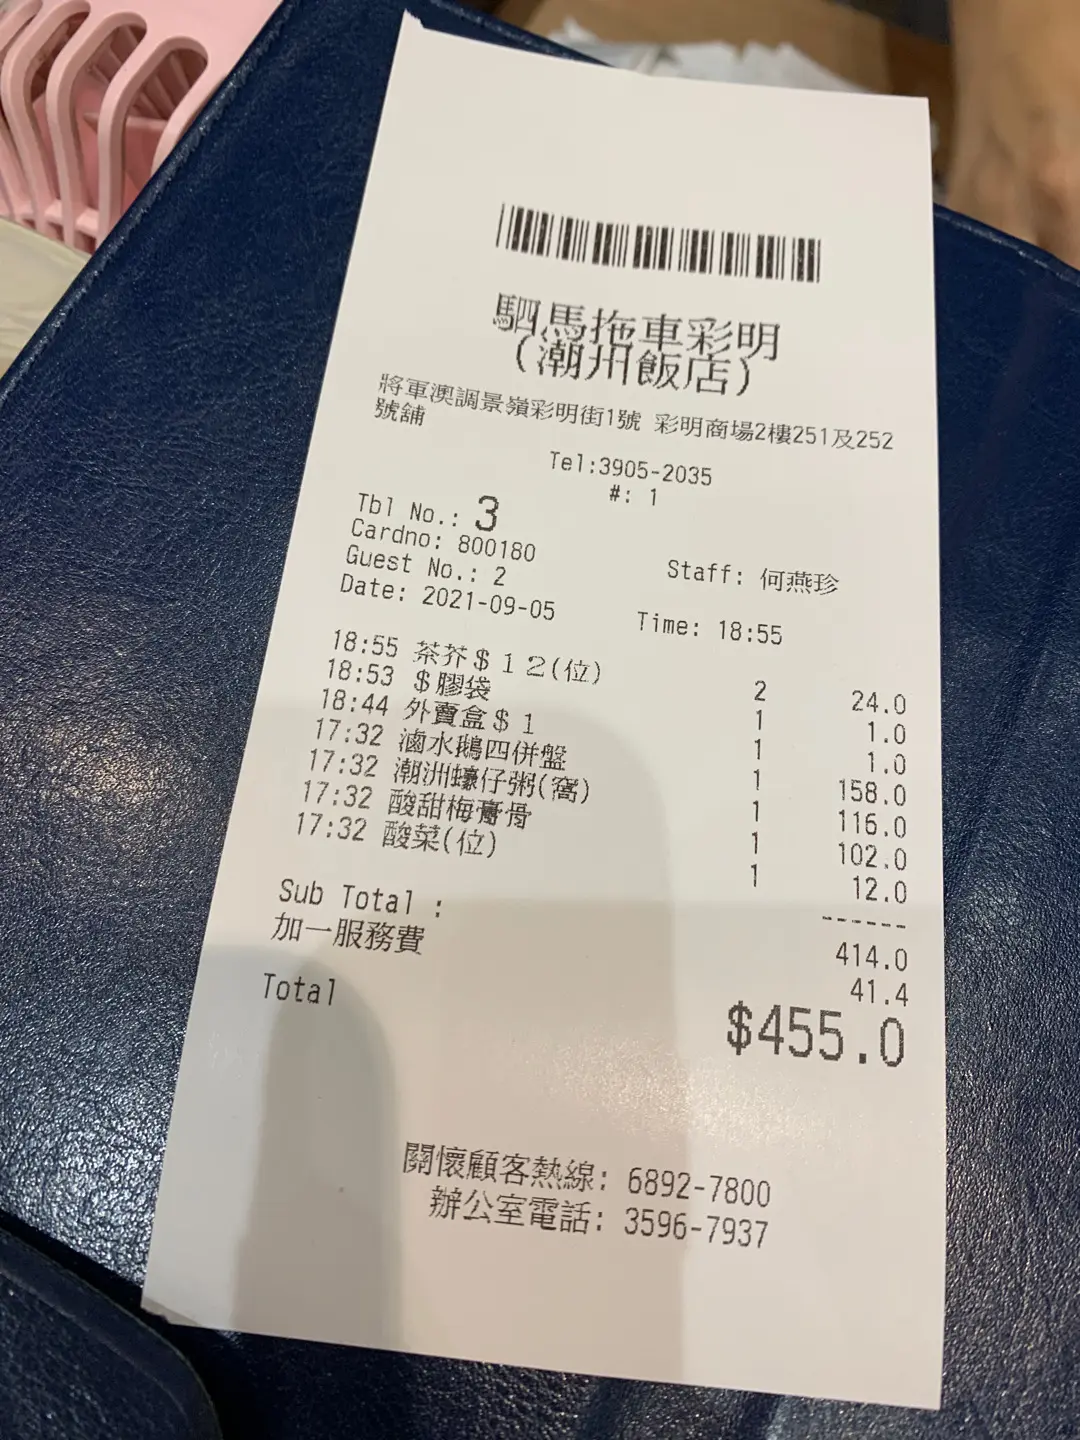 駟馬拖車彩明
(潮州飯店)
將軍澳調景嶺彩明街1號 彩明商場2樓251及252
號舖
Tel:3905-2035
#: 1
Tbl No.: 3
Cardno: 800180
Guest No.: 2 Staff: 何燕珍
Date: 2021-09-05 Time: 18:55
18:55 茶芥$12(位) 2 24.0
18:53 $膠袋 1 1.0
18:44 外賣盒$1 1 1.0
17:32 滷水鵝四併盤 1 158.0
17:32 潮洲蠔仔粥(窩) 1 116.0
17:32 酸甜梅膏骨 1 102.0
17:32 酸菜(位) 1 12.0
------
Sub Total : 414.0
加一服務費 41.4
Total $455.0
關懷顧客熱線: 6892-7800
辦公室電話: 3596-7937